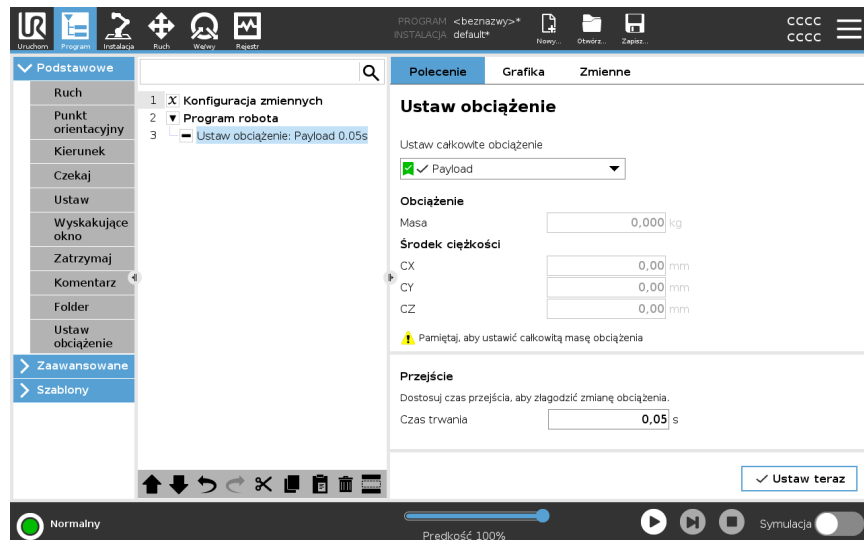 UR
Uruchom
Program
Instalacja
Ruch
We/wy
Rejestr
PROGRAM <beznazwy>*
INSTALACJA default*
Nowy...
Otwórz...
Zapisz...
cccc
cccc
Podstawowe
Ruch
Punkt
orientacyjny
Kierunek
Czekaj
Ustaw
Wyskakujące
okno
Zatrzymaj
Komentarz
Folder
Ustaw
obciążenie
Zaawansowane
Szablony
1 X Konfiguracja zmiennych
2 Program robota
3 Ustaw obciążenie: Payload 0.05s
Polecenie Grafika Zmienne
Ustaw obciążenie
Ustaw całkowite obciążenie
Payload
Obciążenie
Masa 0,000 kg
Środek ciężkości
CX 0,00 mm
CY 0,00 mm
CZ 0,00 mm
Pamiętaj, aby ustawić całkowitą masę obciążenia
Przejście
Dostosuj czas przejścia, aby złagodzić zmianę obciążenia.
Czas trwania 0,05 s
Ustaw teraz
Normalny
Prędkość 100%
Symulacja